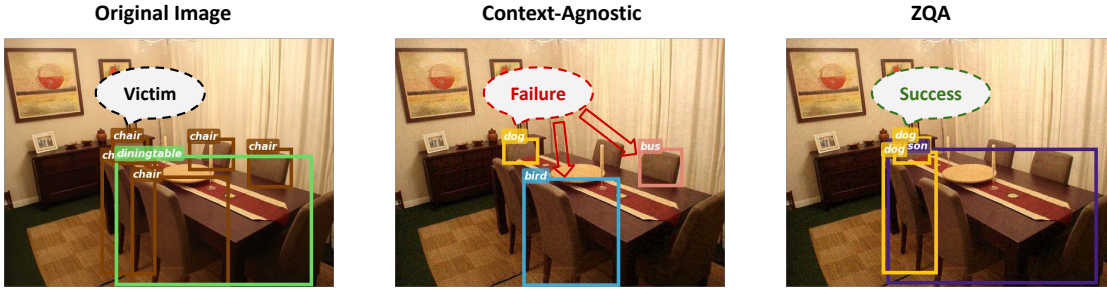 Original Image
Context-Agnostic
ZQA
Victim
chair
chair
chair
diningtable
chair
Failure
dog
bus
bird
Success
dog
dog
son